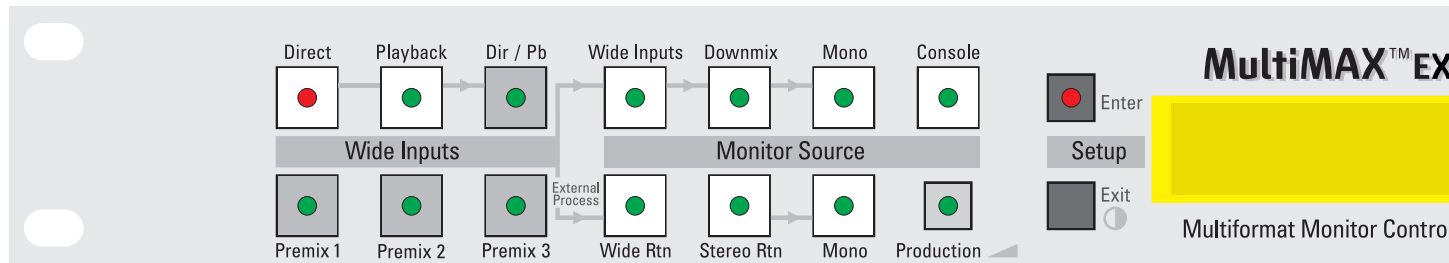 Direct Playback Dir / Pb Wide Inputs Downmix Mono Console
MultiMAX™ EX
Enter
Wide Inputs Monitor Source Setup
External
Process
Exit
Premix 1 Premix 2 Premix 3 Wide Rtn Stereo Rtn Mono Production
Multiformat Monitor Contro